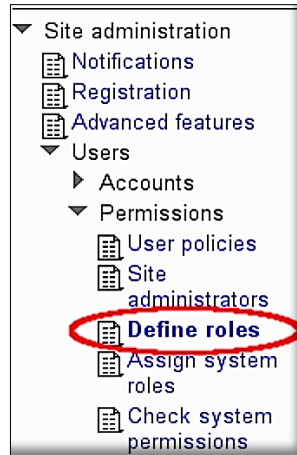 Site administration
Notifications
Registration
Advanced features
Users
Accounts
Permissions
User policies
Site
administrators
Define roles
Assign system
roles
Check system
permissions